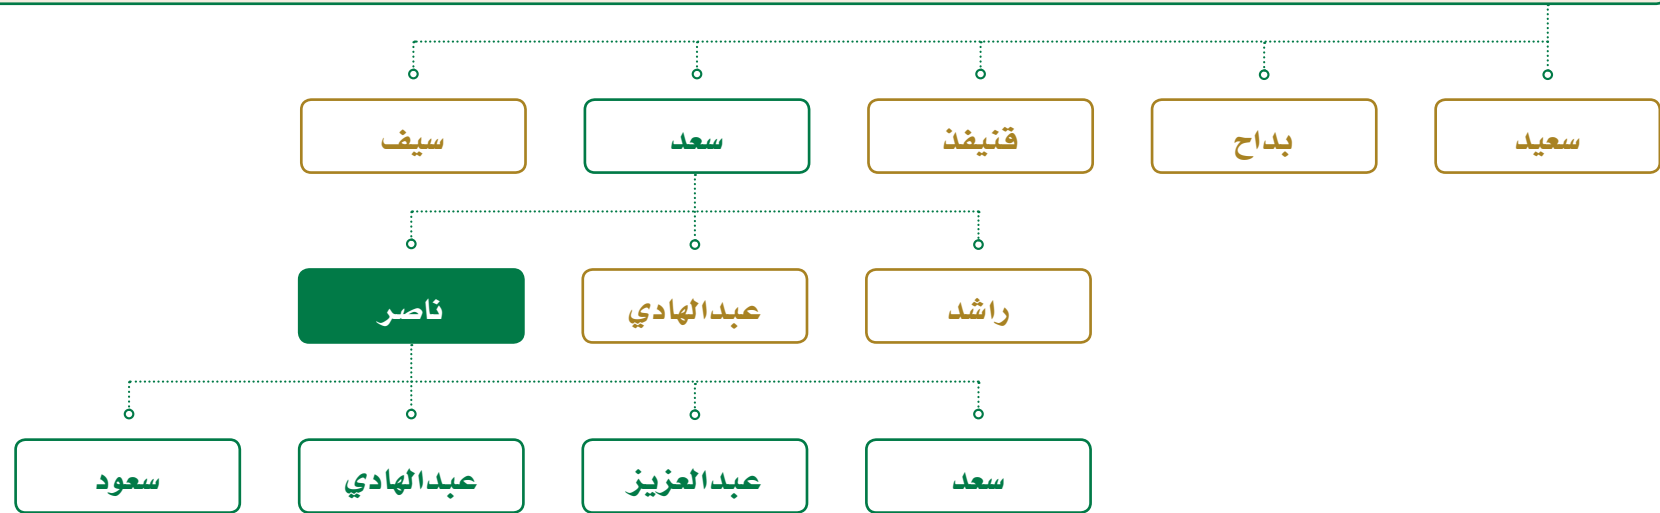 سعيد
بداح
قنيفذ
سعد
سيف
راشد
عبدالهادي
ناصر
سعد
عبدالعزيز
عبدالهادي
سعود